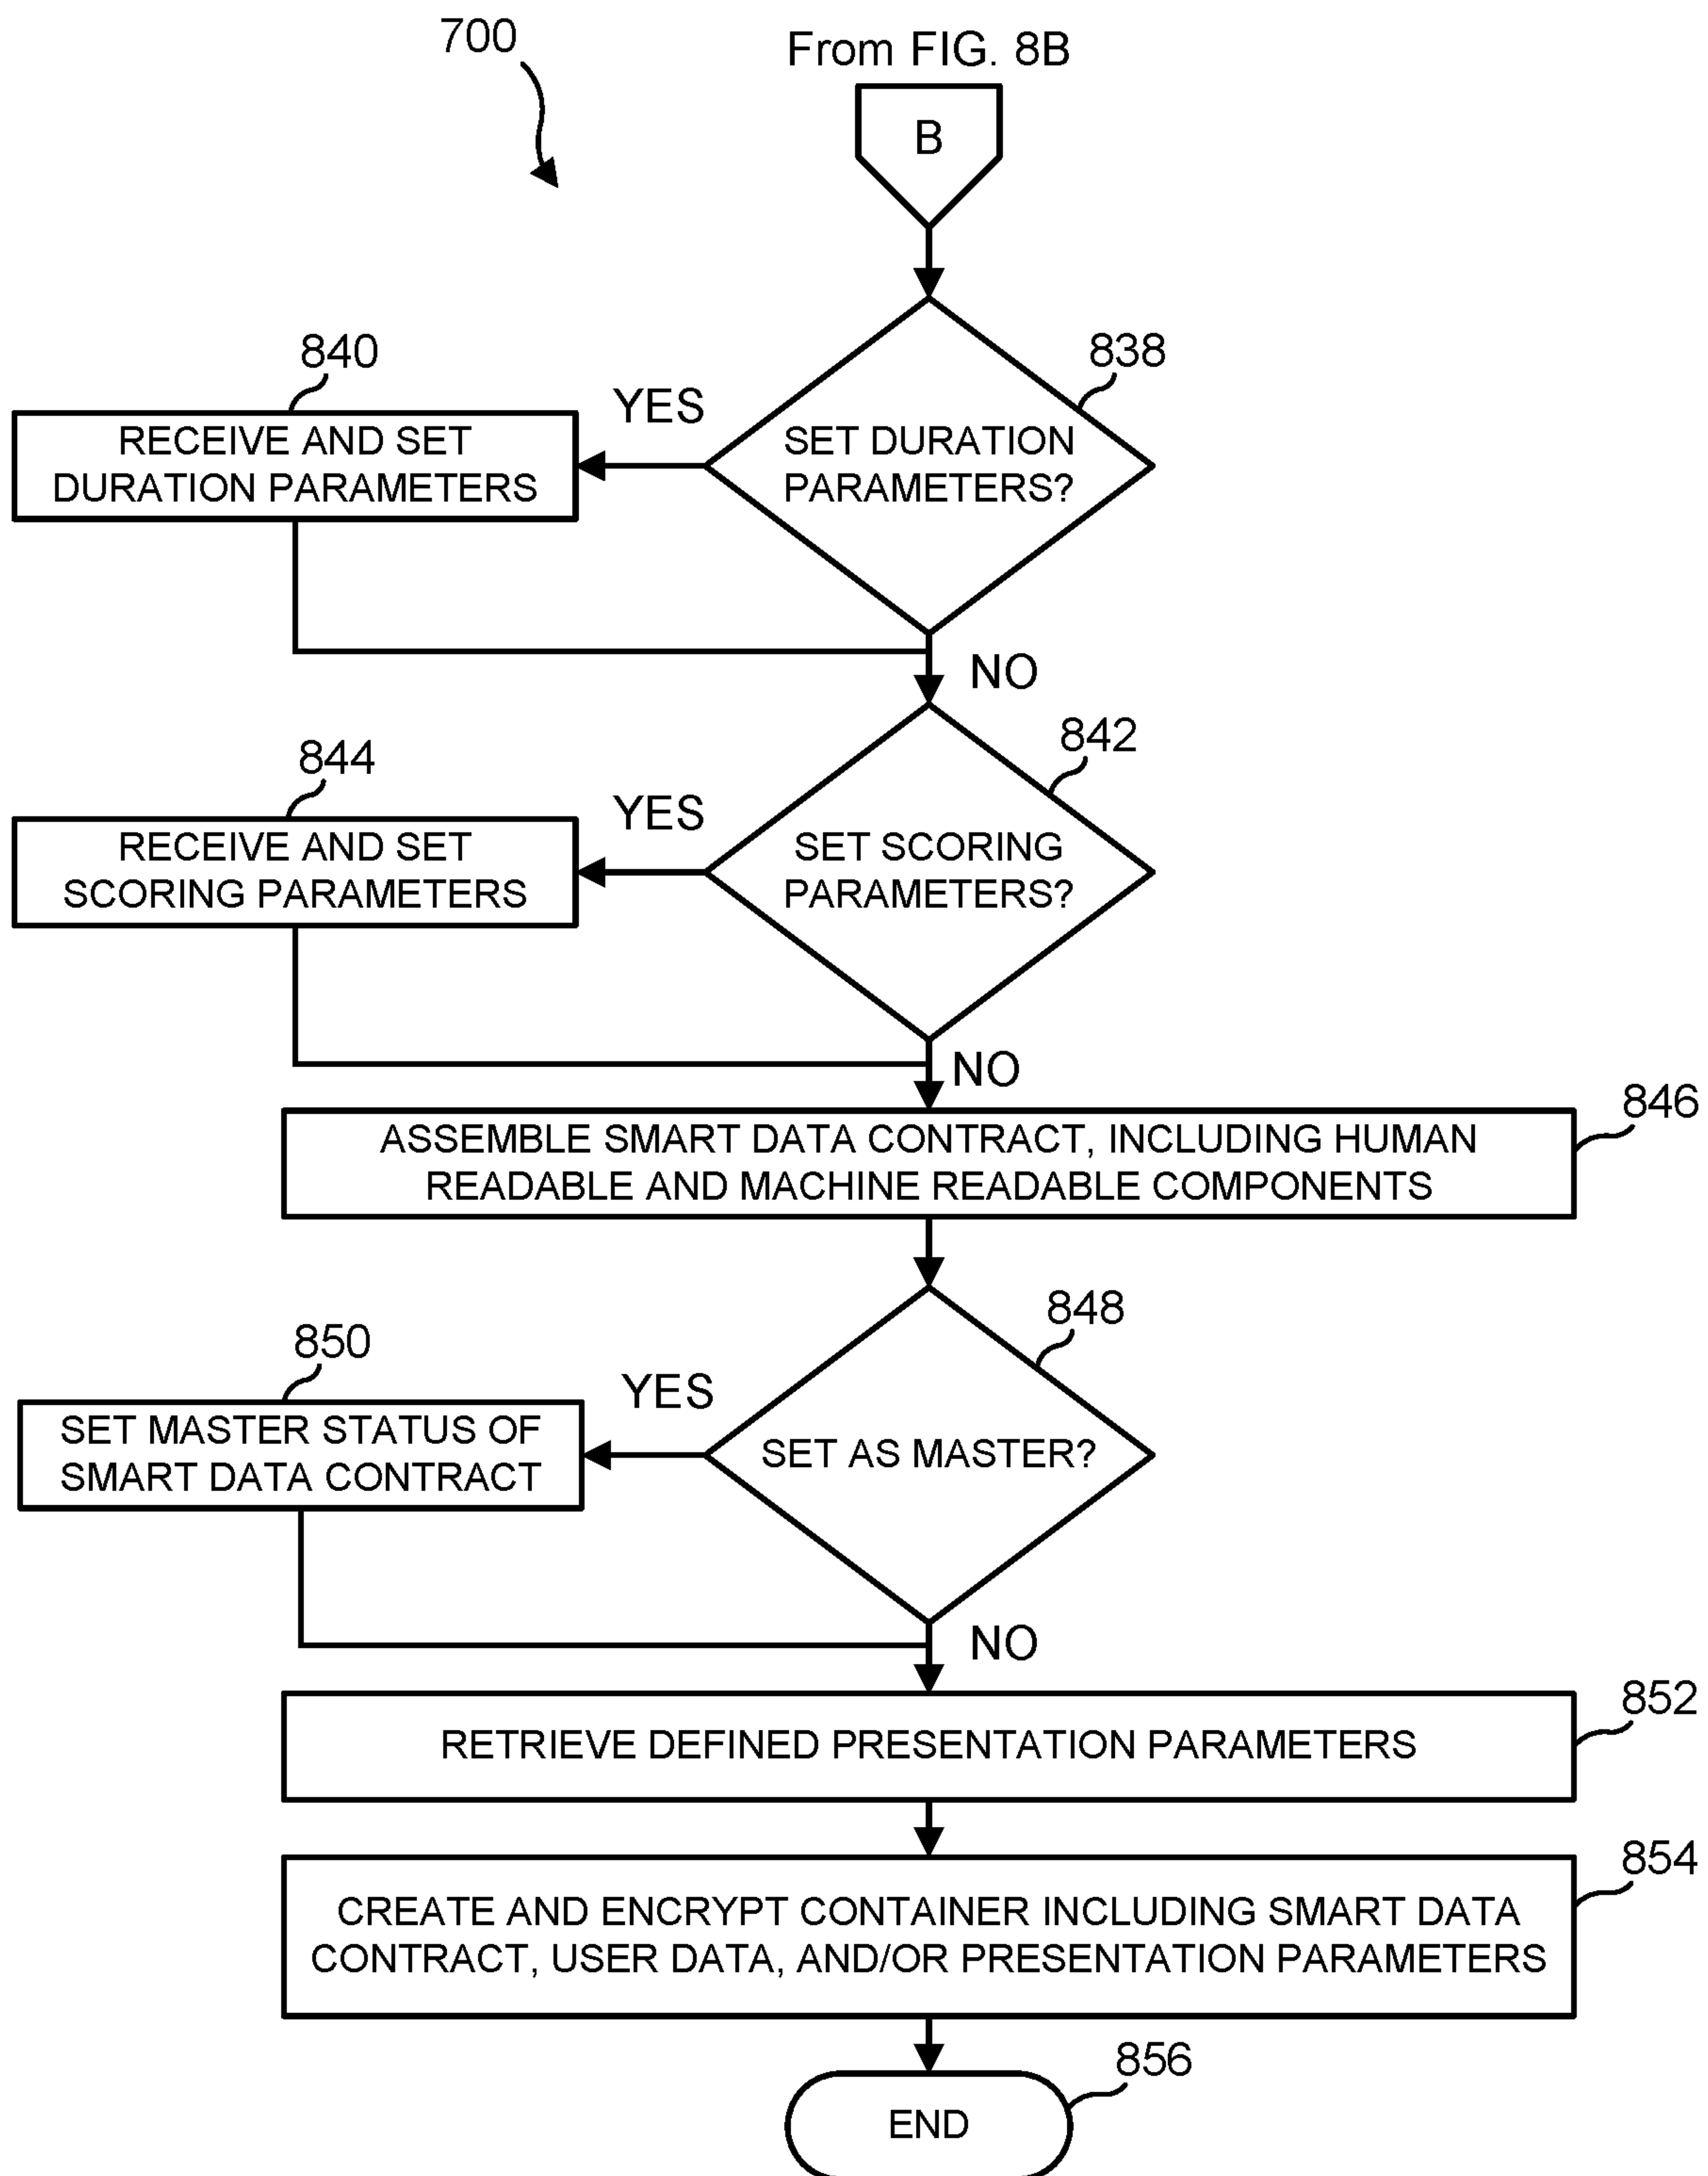 700
From FIG. 8B
B
838
840
YES
SET DURATION
PARAMETERS?
RECEIVE AND SET
DURATION PARAMETERS
NO
842
844
YES
SET SCORING
PARAMETERS?
RECEIVE AND SET
SCORING PARAMETERS
NO
846
ASSEMBLE SMART DATA CONTRACT, INCLUDING HUMAN
READABLE AND MACHINE READABLE COMPONENTS
848
850
YES
SET AS MASTER?
SET MASTER STATUS OF
SMART DATA CONTRACT
NO
852
RETRIEVE DEFINED PRESENTATION PARAMETERS
854
CREATE AND ENCRYPT CONTAINER INCLUDING SMART DATA
CONTRACT, USER DATA, AND/OR PRESENTATION PARAMETERS
856
END